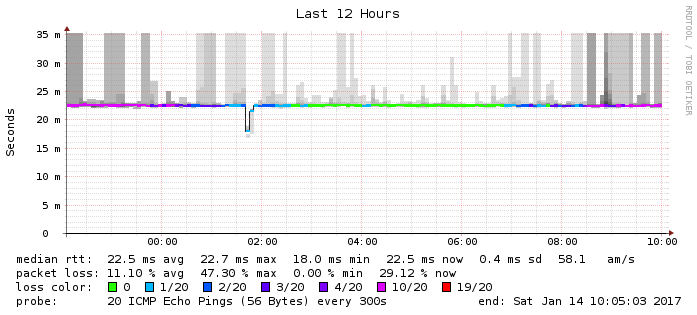 Last 12 Hours
RRDTOOL / TOBI OETIKER
Seconds
35 m
30 m
25 m
20 m
15 m
10 m
5 m
0
00:00 02:00 04:00 06:00 08:00 10:00
median rtt: 22.5 ms avg 22.7 ms max 18.0 ms min 22.5 ms now 0.4 ms sd 58.1 am/s
packet loss: 11.10 % avg 47.30 % max 0.00 % min 29.12 % now
loss color: 0 1/20 2/20 3/20 4/20 10/20 19/20
probe: 20 ICMP Echo Pings (56 Bytes) every 300s end: Sat Jan 14 10:05:03 2017